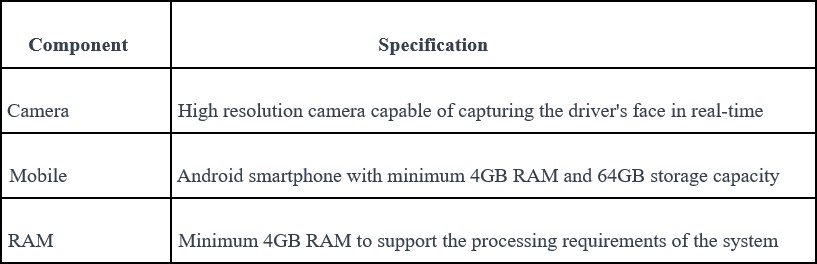 Component Specification
Camera High resolution camera capable of capturing the driver's face in real-time
Mobile Android smartphone with minimum 4GB RAM and 64GB storage capacity
RAM Minimum 4GB RAM to support the processing requirements of the system